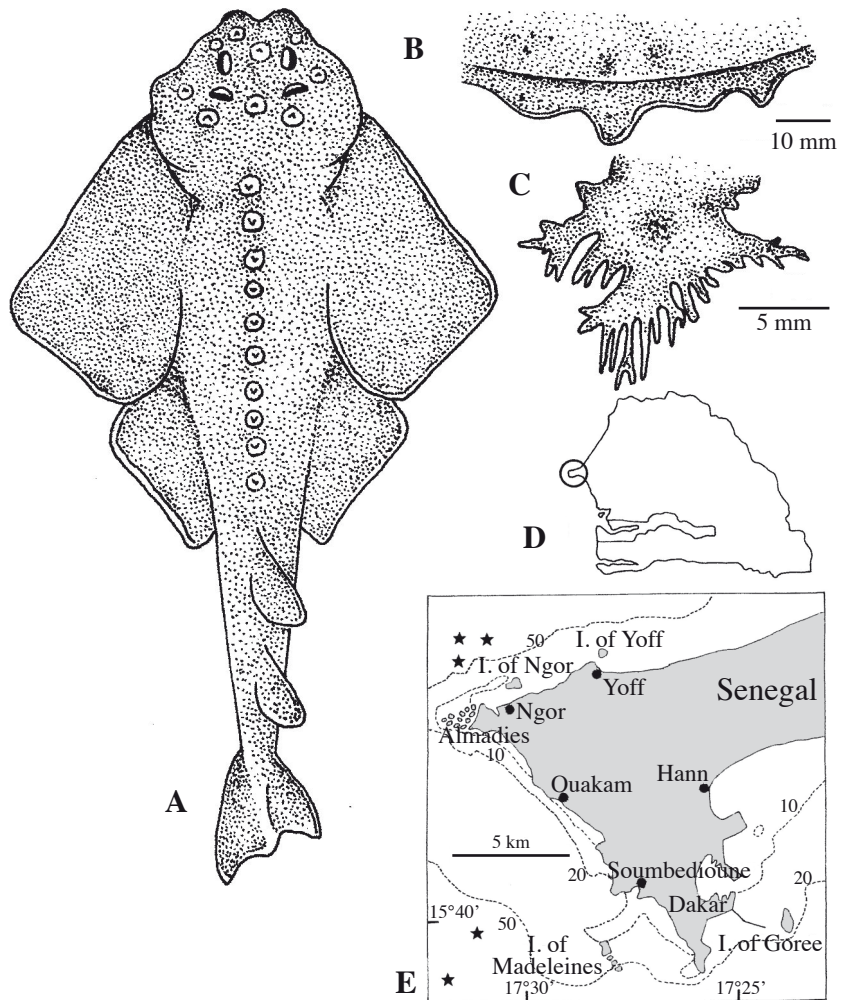 B
10 mm
C
5 mm
D
A
50
I. of Yoff
I. of Ngor
Yoff
Senegal
Ngor
Almadies
10
Ouakam
Hann
10
5 km
20
Soumbedioune
20
Dakar
15°40’
50
I. of Goree
I. of
Madeleines
E
17°30’
17°25’